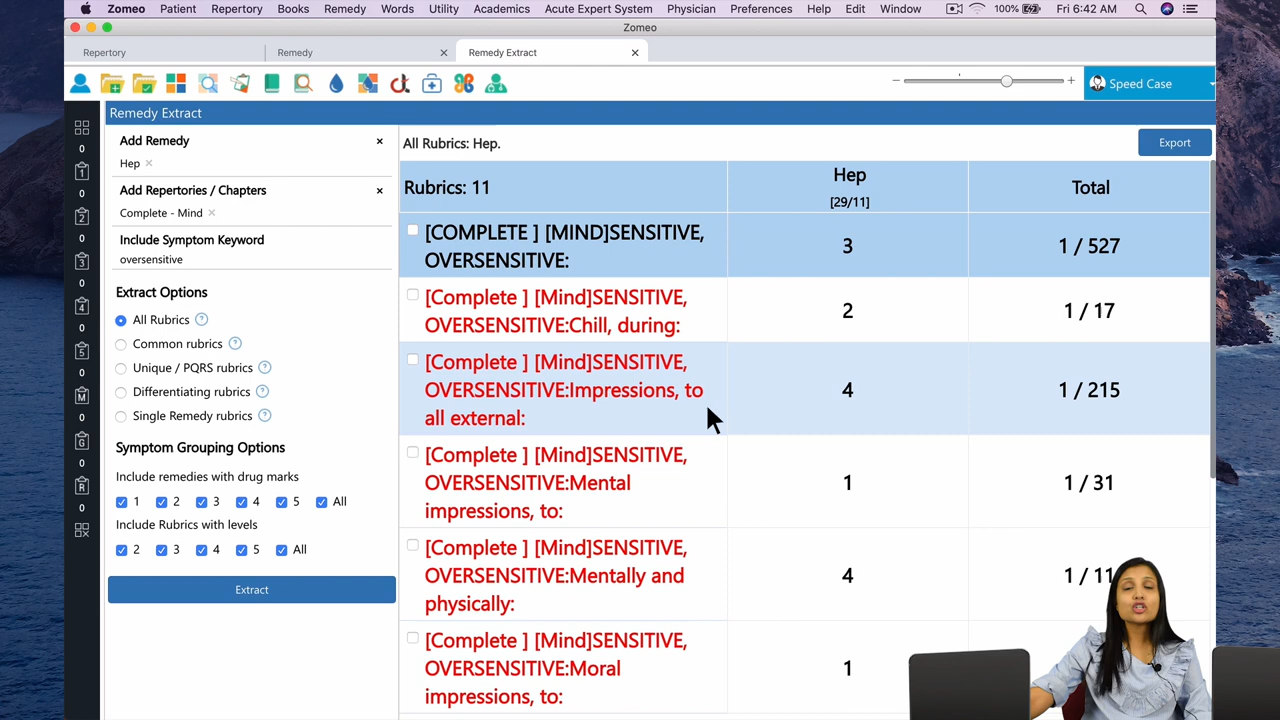 Zomeo Patient Repertory Books Remedy Words Utility Academics Acute Expert System Physician Preferences Help Edit Window 100% Fri 6:42 AM
Zomeo
Repertory Remedy × Remedy Extract ×
− + Speed Case
Remedy Extract
Add Remedy ×
Hep ×
Add Repertories / Chapters ×
Complete - Mind ×
Include Symptom Keyword
oversensitive
Extract Options
All Rubrics ?
Common rubrics ?
Unique / PQRS rubrics ?
Differentiating rubrics ?
Single Remedy rubrics ?
Symptom Grouping Options
Include remedies with drug marks
1 2 3 4 5 All
Include Rubrics with levels
2 3 4 5 All
Extract
0
1
0
2
0
3
0
4
0
5
0
M
0
G
0
R
0
All Rubrics: Hep.
Export
Rubrics: 11
Hep
[29/11]
Total
[COMPLETE ] [MIND]SENSITIVE,
OVERSENSITIVE:
3
1 / 527
[Complete ] [Mind]SENSITIVE,
OVERSENSITIVE:Chill, during:
2
1 / 17
[Complete ] [Mind]SENSITIVE,
OVERSENSITIVE:Impressions, to
all external:
4
1 / 215
[Complete ] [Mind]SENSITIVE,
OVERSENSITIVE:Mental
impressions, to:
1
1 / 31
[Complete ] [Mind]SENSITIVE,
OVERSENSITIVE:Mentally and
physically:
4
1 / 11
[Complete ] [Mind]SENSITIVE,
OVERSENSITIVE:Moral
impressions, to:
1